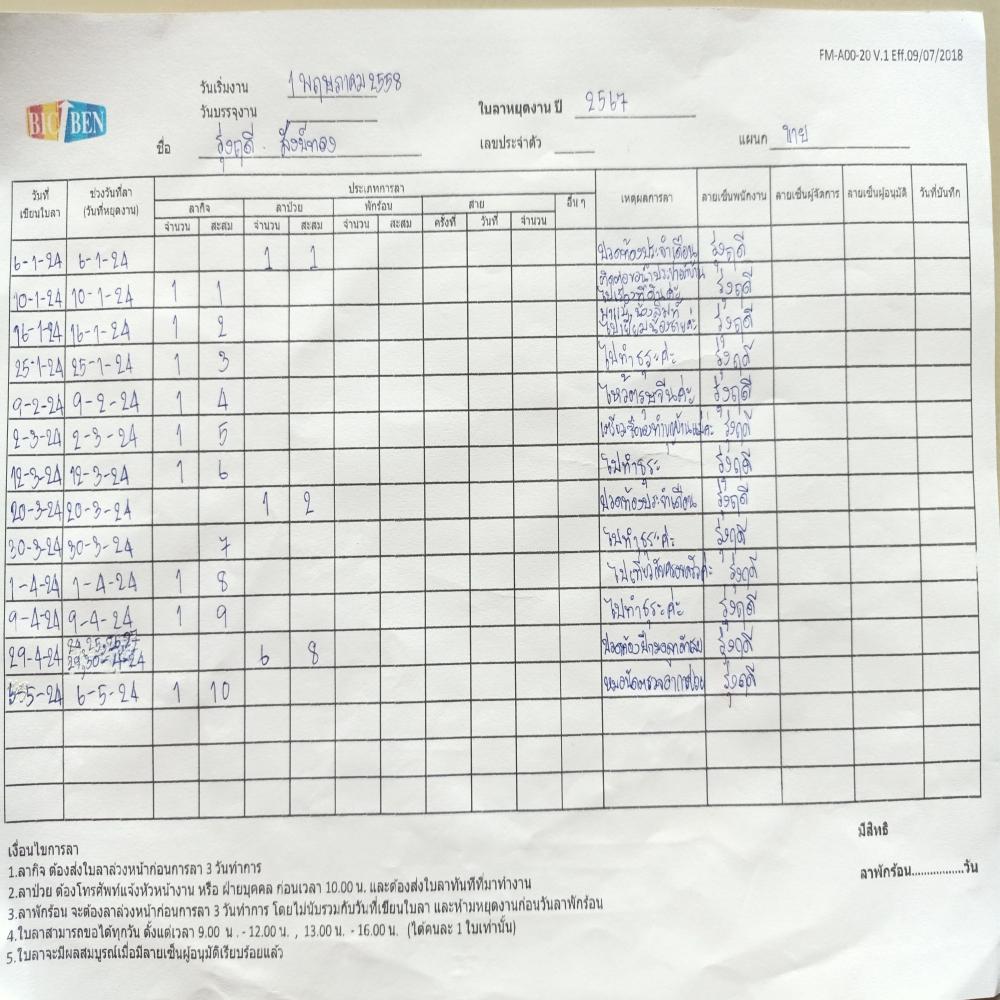 FM-A00-20 V.1 Eff.09/07/2018
วันเริ่มงาน 1 พฤษภาคม 2558
BIG BEN
วันบรรจุงาน
ใบลาหยุดงาน ปี 2567
ชื่อ รุ่งฤดี
เลขประจำตัว
แผนก ขาย
วันที่เขียนใบลา ช่วงวันที่ลา (วันที่หยุดงาน) ประเภทการลา เหตุผลการลา ลายเซ็นพนักงาน ลายเซ็นผู้จัดการ ลายเซ็นผู้อนุมัติ วันที่บันทึก
ลากิจ ลาป่วย พักร้อน สาย อื่น ๆ
จำนวน สะสม จำนวน สะสม จำนวน สะสม ครั้งที่ วันที่ จำนวน
6-1-24 6-1-24 1 1 ปวดท้องประจำเดือน รุ่งฤดี
10-1-24 10-1-24 1 1 รุ่งฤดี
16-1-24 16-1-24 1 2 รุ่งฤดี
25-1-24 25-1-24 1 3 ไปทำธุระค่ะ รุ่งฤดี
9-2-24 9-2-24 1 4 ไหว้ตรุษจีนค่ะ รุ่งฤดี
2-3-24 2-3-24 1 5 รุ่งฤดี
12-3-24 12-3-24 1 6 ไปทำธุระ รุ่งฤดี
20-3-24 20-3-24 1 2 ปวดท้องประจำเดือน รุ่งฤดี
30-3-24 30-3-24 7 ไปทำธุระค่ะ รุ่งฤดี
1-4-24 1-4-24 1 8 ไปเที่ยวกับครอบครัวค่ะ รุ่งฤดี
9-4-24 9-4-24 1 9 ไปทำธุระค่ะ รุ่งฤดี
24,25,26,27
29-4-24 29,30-4-24 6 8 รุ่งฤดี
5-24 6-5-24 1 10 รุ่งฤดี
มีสิทธิ
เงื่อนไขการลา
1.ลากิจ ต้องส่งใบลาล่วงหน้าก่อนการลา 3 วันทำการ
ลาพักร้อน.................วัน
2.ลาป่วย ต้องโทรศัพท์แจ้งหัวหน้างาน หรือ ฝ่ายบุคคล ก่อนเวลา 10.00 น. และต้องส่งใบลาทันทีที่มาทำงาน
3.ลาพักร้อน จะต้องลาล่วงหน้าก่อนการลา 3 วันทำการ โดยไม่นับรวมกับวันที่เขียนใบลา และห้ามหยุดงานก่อนวันลาพักร้อน
4.ใบลาสามารถขอได้ทุกวัน ตั้งแต่เวลา 9.00 น. - 12.00 น. , 13.00 น. - 16.00 น. (ได้คนละ 1 ใบเท่านั้น)
5.ใบลาจะมีผลสมบูรณ์เมื่อมีลายเซ็นผู้อนุมัติเรียบร้อยแล้ว